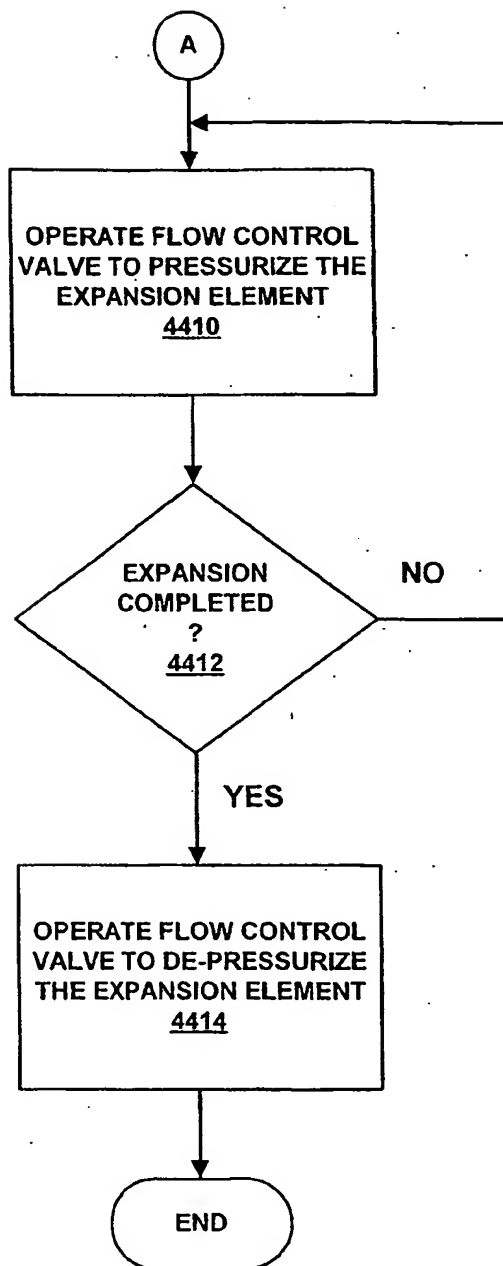 A
OPERATE FLOW CONTROL
VALVE TO PRESSURIZE THE
EXPANSION ELEMENT
4410
EXPANSION
COMPLETED
?
4412
NO
YES
OPERATE FLOW CONTROL
VALVE TO DE-PRESSURIZE
THE EXPANSION ELEMENT
4414
END